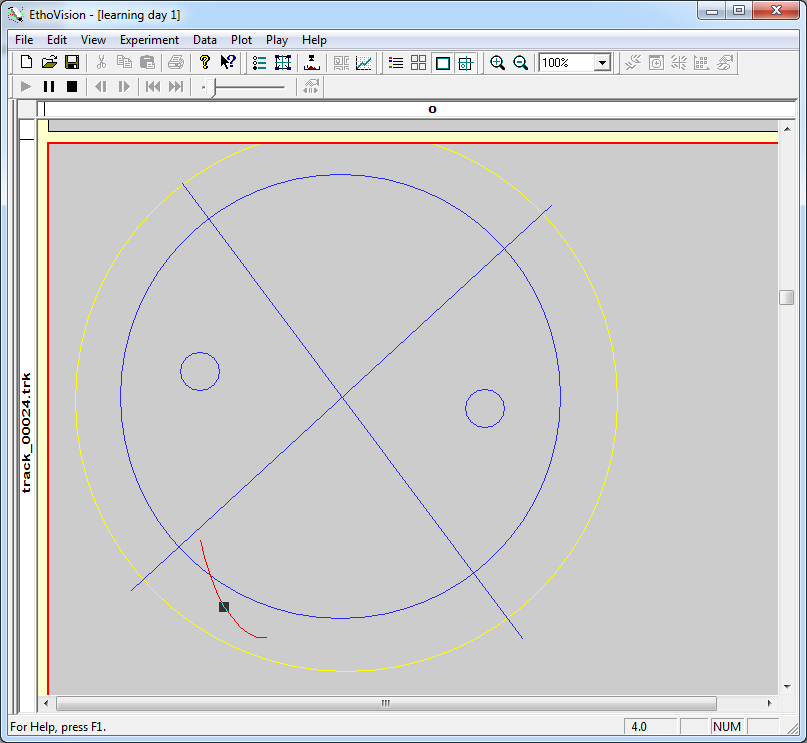 EthoVision - [learning day 1]
File Edit View Experiment Data Plot Play Help
100%
o
track_00024.trk
For Help, press F1.
4.0
NUM